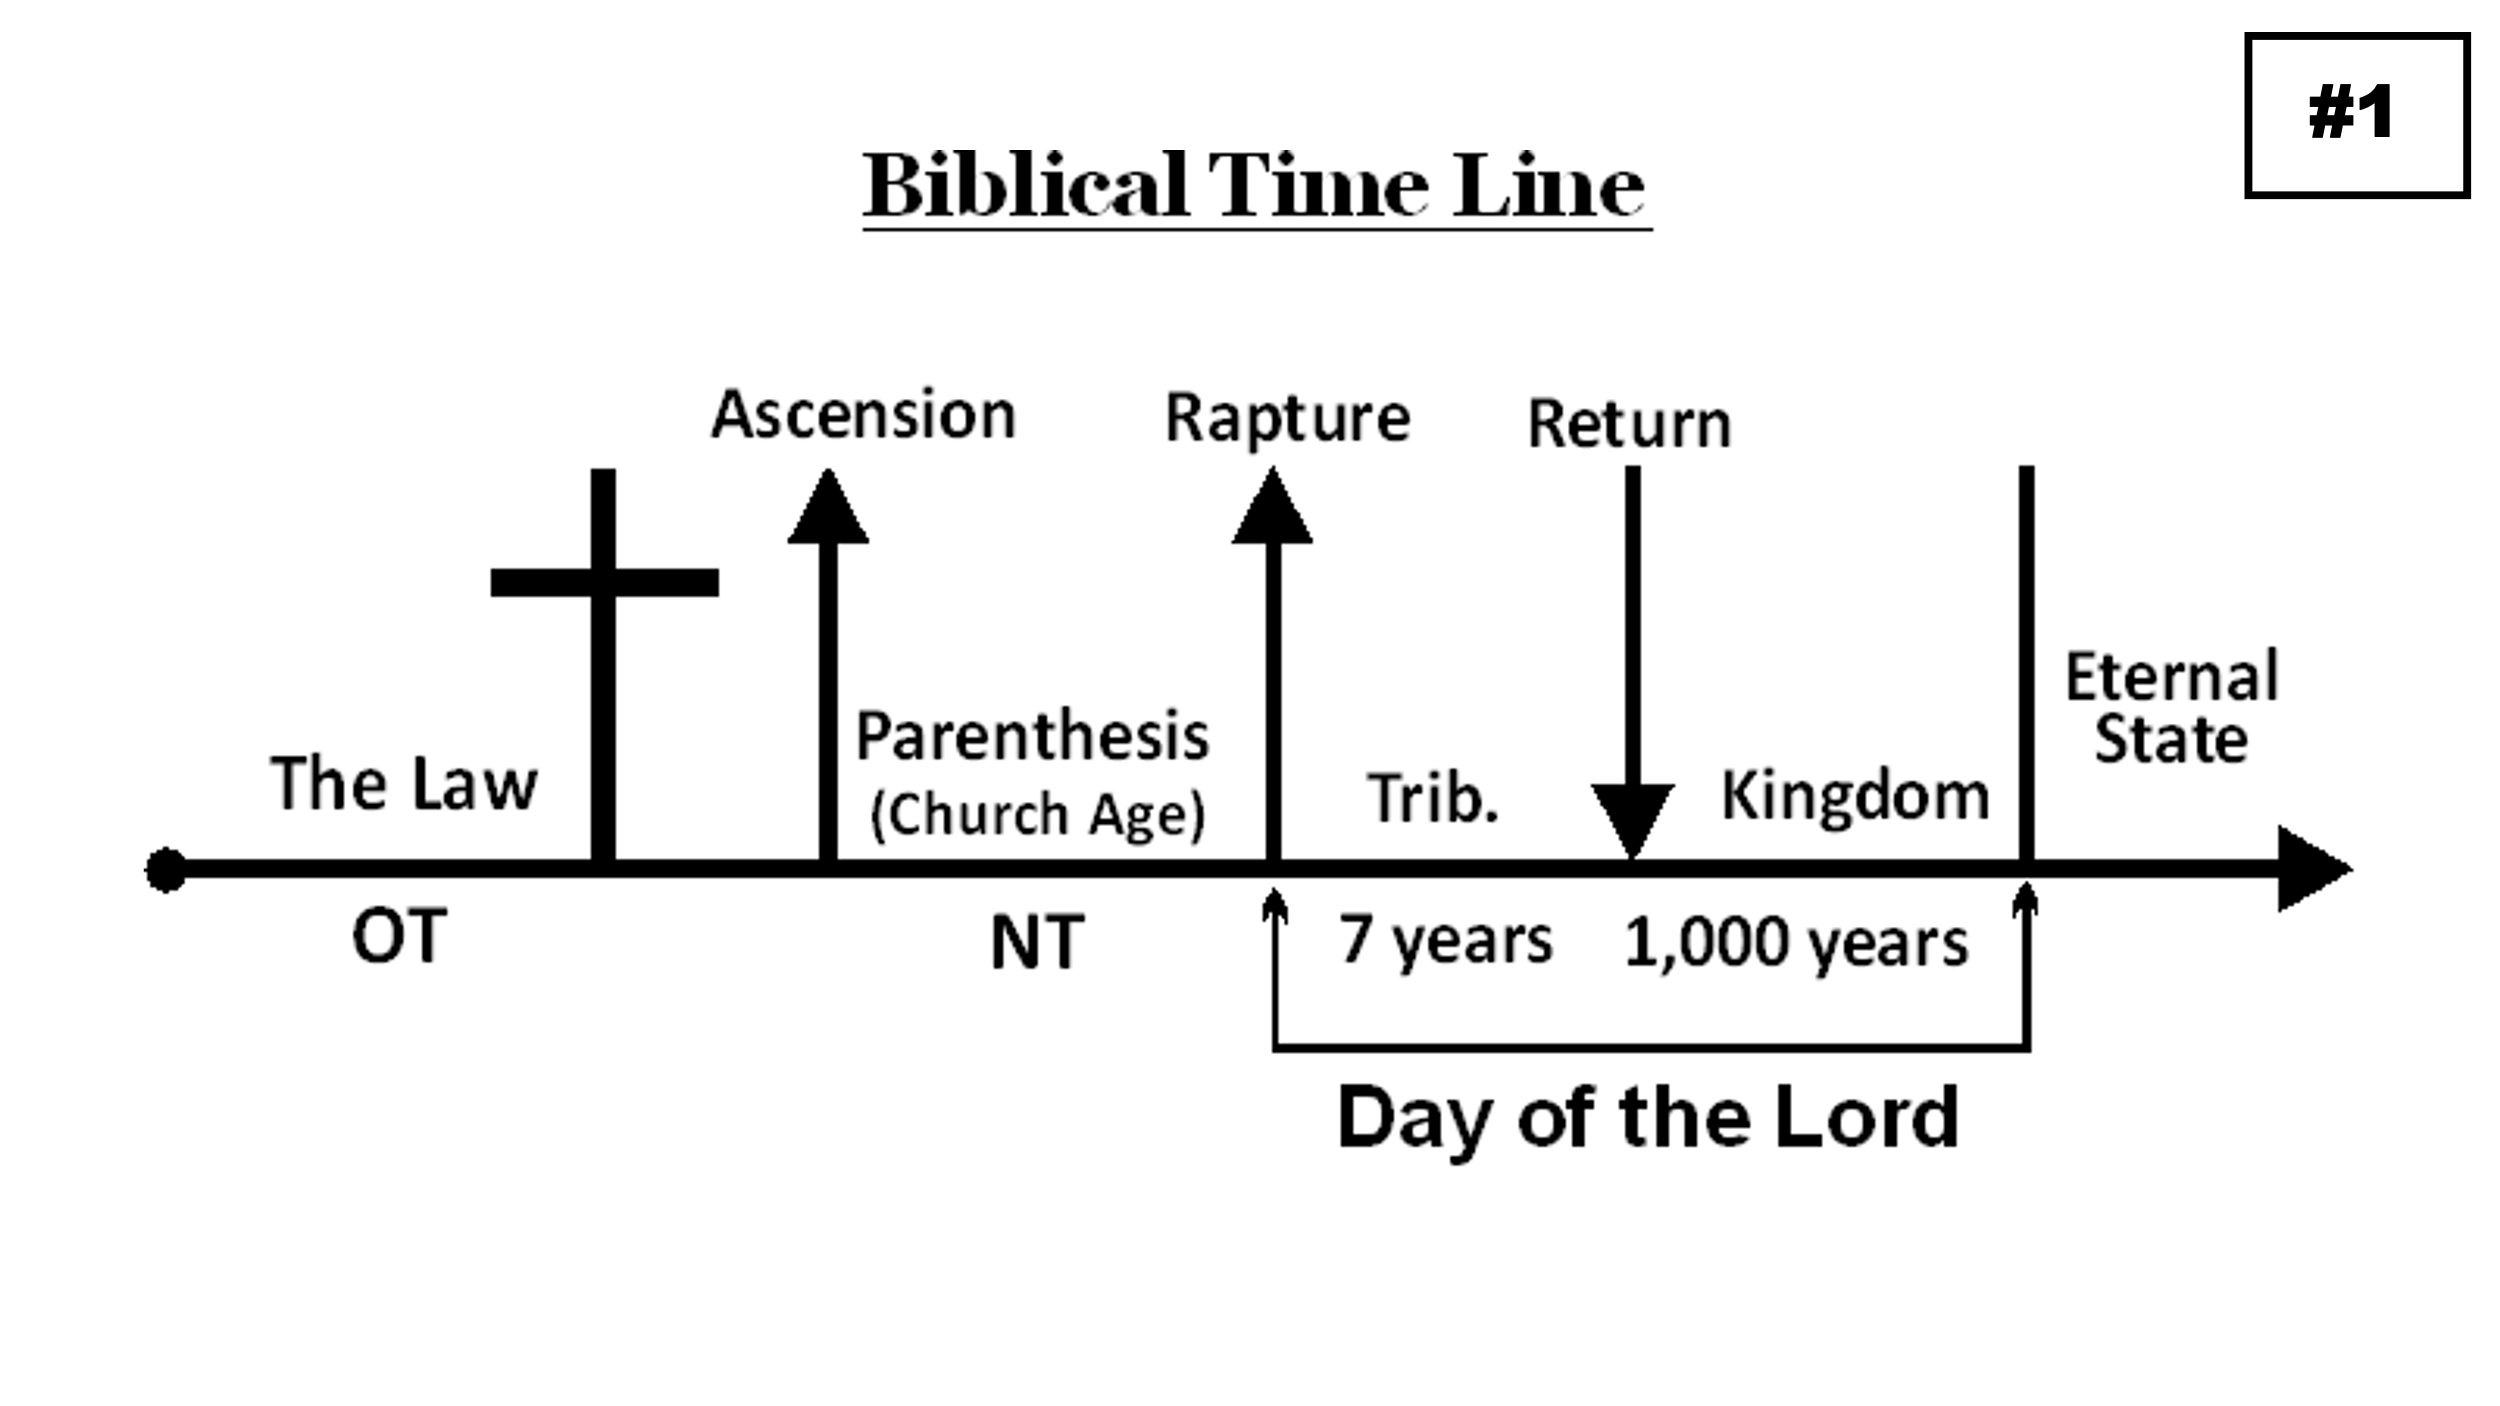 #1
Biblical Time Line
Ascension
Rapture
Return
The Law
Parenthesis
(Church Age)
Trib.
Kingdom
Eternal
State
OT
NT
7 years
1,000 years
Day of the Lord